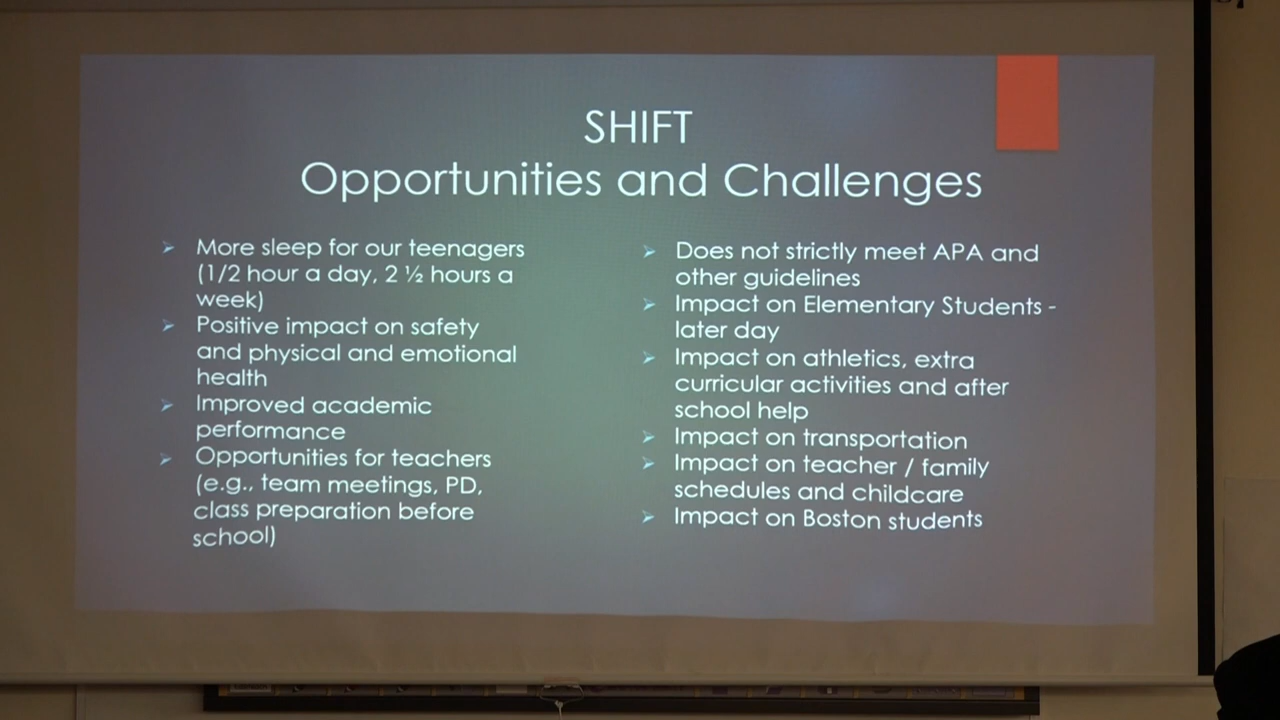 SHIFT
Opportunities and Challenges
More sleep for our teenagers
(1/2 hour a day, 2 ½ hours a
week)
Positive impact on safety
and physical and emotional
health
Improved academic
performance
Opportunities for teachers
(e.g., team meetings, PD,
class preparation before
school)
Does not strictly meet APA and
other guidelines
Impact on Elementary Students -
later day
Impact on athletics, extra
curricular activities and after
school help
Impact on transportation
Impact on teacher / family
schedules and childcare
Impact on Boston students